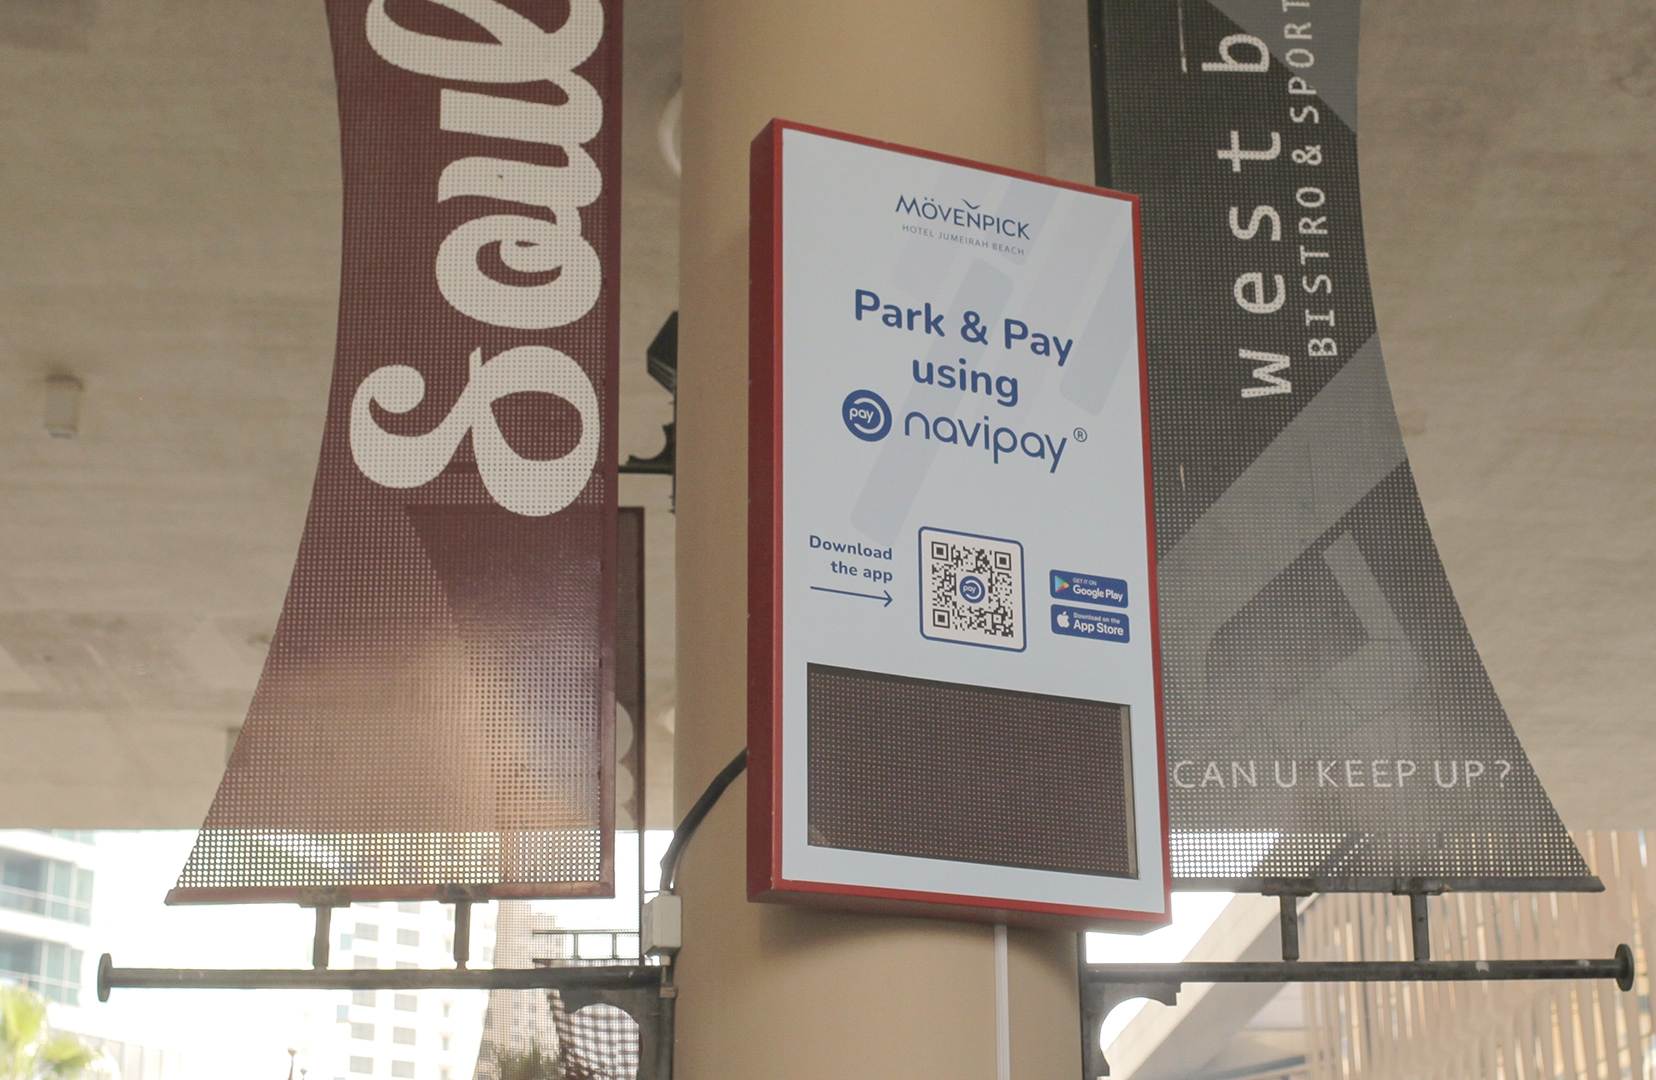 Soul
west b
BISTRO & SPORT
MÖVENPICK
HOTEL JUMEIRAH BEACH
Park & Pay
using
pay navipay®
Download
the app
pay
GET IT ON
Google Play
Download on the
App Store
CAN U KEEP UP?